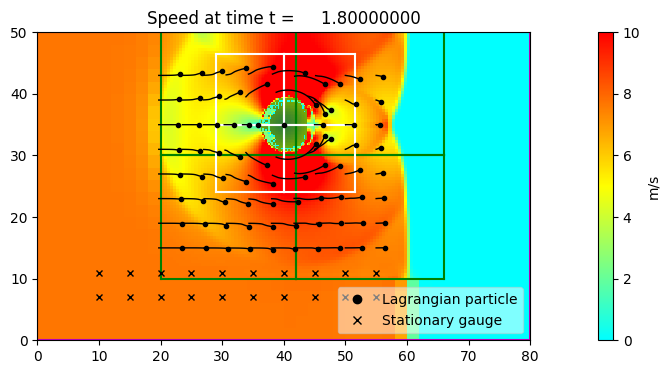 Speed at time t = 1.80000000
50
40
30
20
10
0
0 10 20 30 40 50 60 70 80
Lagrangian particle
Stationary gauge
10
8
6
4
2
0
m/s